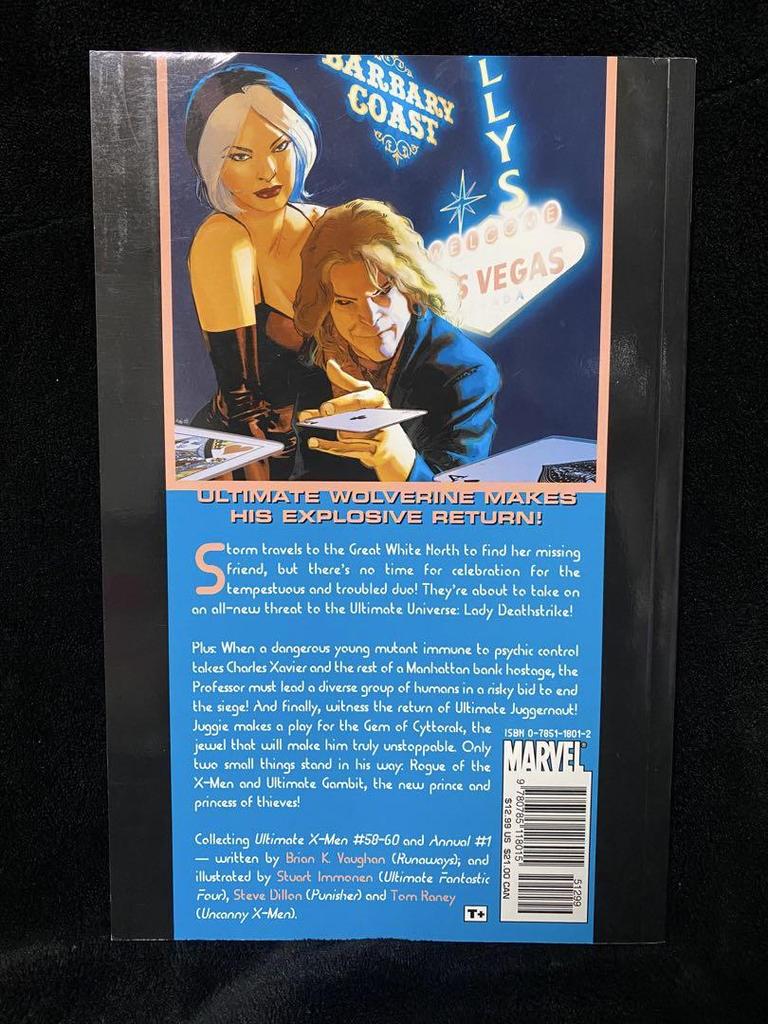 BARBARY
COAST
LLYS
WELCOME
S VEGAS
ADA
ULTIMATE WOLVERINE MAKES
HIS EXPLOSIVE RETURN!
Storm travels to the Great White North to find her missing
friend, but there's no time for celebration for the
tempestuous and troubled duo! They're about to take on
an all-new threat to the Ultimate Universe: Lady Deathstrike!
Plus: When a dangerous young mutant immune to psychic control
takes Charles Xavier and the rest of a Manhattan bank hostage, the
Professor must lead a diverse group of humans in a risky bid to end
the siege! And finally, witness the return of Ultimate Juggernaut!
Juggie makes a play for the Gem of Cyttorak, the
jewel that will make him truly unstoppable. Only
two small things stand in his way: Rogue of the
X-Men and Ultimate Gambit, the new prince and
princess of thieves!
Collecting Ultimate X-Men #58-60 and Annual #1
— written by Brian K. Vaughan (Runaways); and
illustrated by Stuart Immonen (Ultimate Fantastic
Four), Steve Dillon (Punisher) and Tom Raney
(Uncanny X-Men).
T+
ISBN 0-7851-1801-2
MARVEL®
9 780785 118015
51299
$12.99 US $21.00 CAN
A